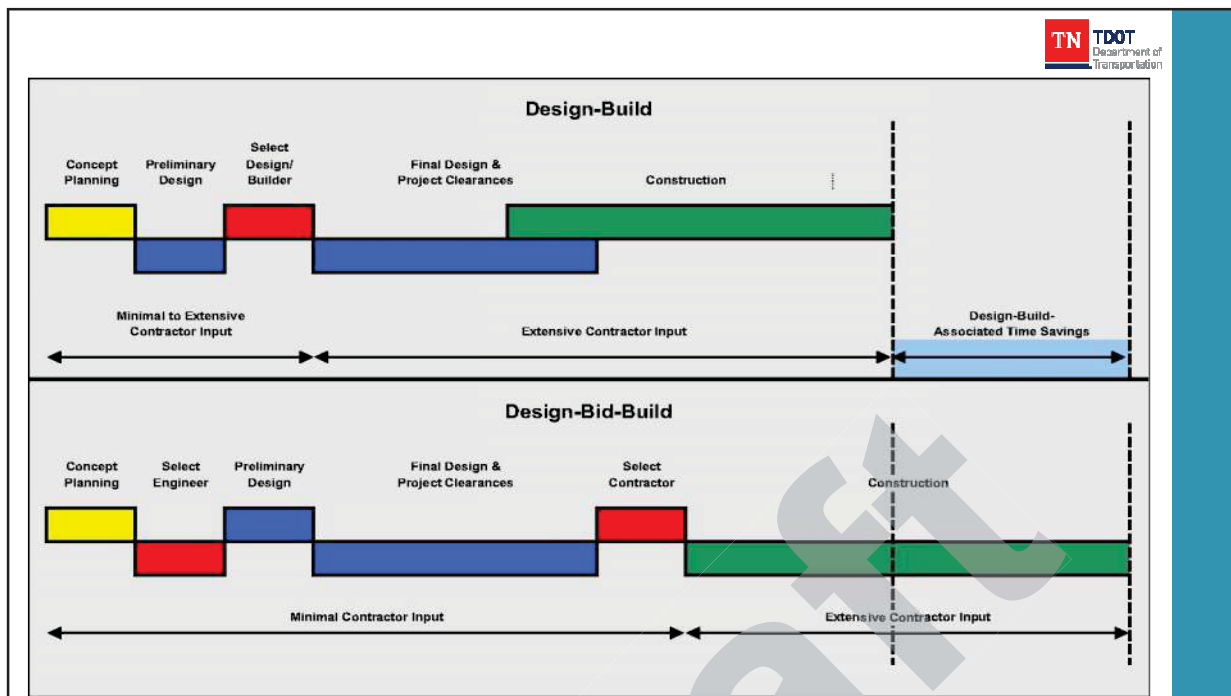 TN
TDOT
Department of
Transportation
Design-Build
Concept
Planning
Preliminary
Design
Select
Design/
Builder
Final Design &
Project Clearances
Construction
Minimal to Extensive
Contractor Input
Extensive Contractor Input
Design-Build-
Associated Time Savings
Design-Bid-Build
Concept
Planning
Select
Engineer
Preliminary
Design
Final Design &
Project Clearances
Select
Contractor
Construction
Minimal Contractor Input
Extensive Contractor Input